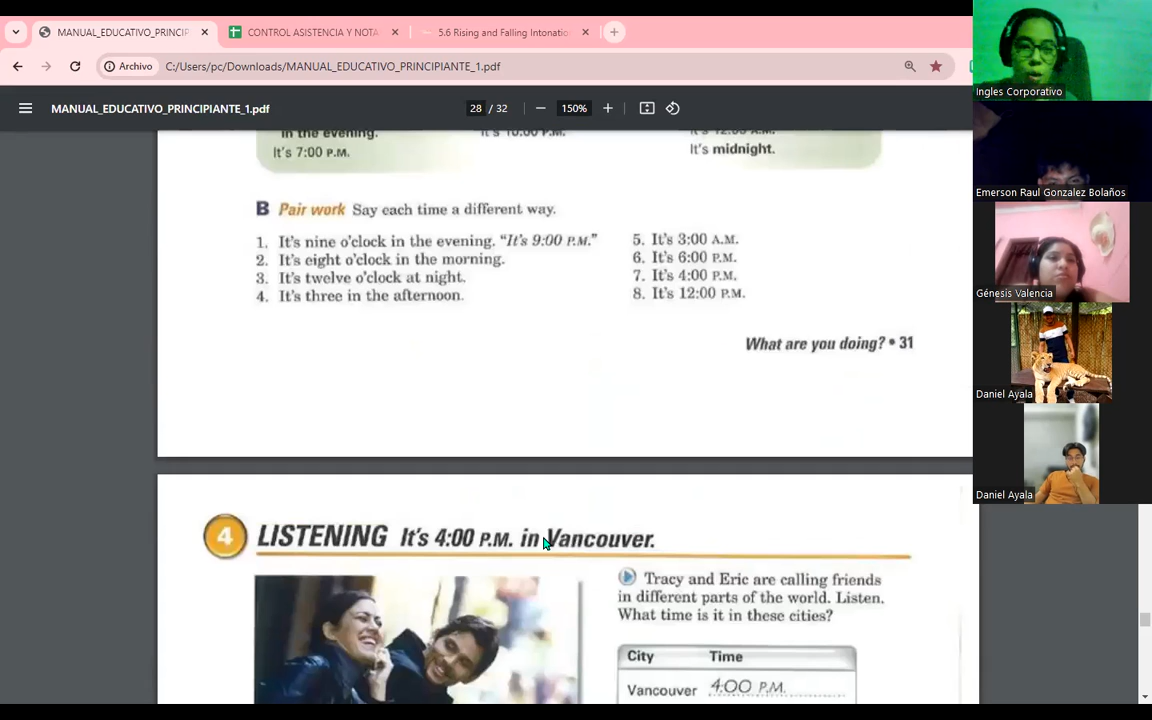 MANUAL_EDUCATIVO_PRINCIP
CONTROL ASISTENCIA Y NOTA
5.6 Rising and Falling Intonatio
Archivo
C:/Users/pc/Downloads/MANUAL_EDUCATIVO_PRINCIPIANTE_1.pdf
MANUAL_EDUCATIVO_PRINCIPIANTE_1.pdf
28 / 32
150%
in the evening.
It's 10:00 P.M.
It's 12:00 A.M.
It's 7:00 P.M.
It's midnight.
B Pair work Say each time a different way.
1. It's nine o'clock in the evening. "It's 9:00 P.M."
2. It's eight o'clock in the morning.
3. It's twelve o'clock at night.
4. It's three in the afternoon.
5. It's 3:00 A.M.
6. It's 6:00 P.M.
7. It's 4:00 P.M.
8. It's 12:00 P.M.
What are you doing? • 31
4 LISTENING It's 4:00 P.M. in Vancouver.
Tracy and Eric are calling friends
in different parts of the world. Listen.
What time is it in these cities?
City Time
Vancouver 4:00 P.M.
Ingles Corporativo
Emerson Raul Gonzalez Bolaños
Génesis Valencia
Daniel Ayala
Daniel Ayala